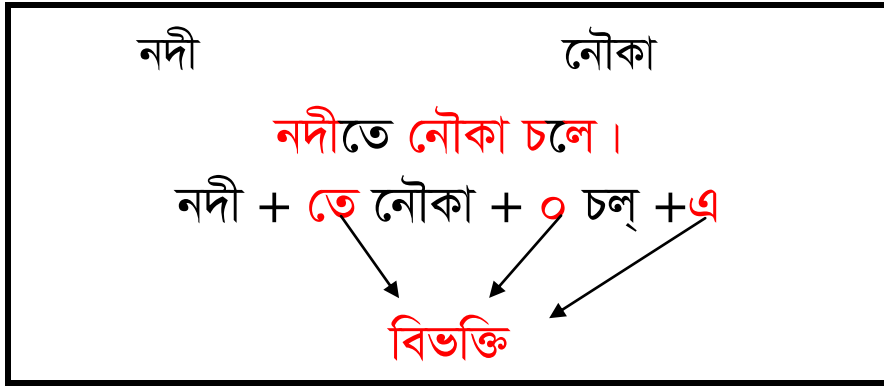 নদী নৌকা
নদীতে নৌকা চলে।
নদী + তে নৌকা + ০ চল্ +এ
বিভক্তি